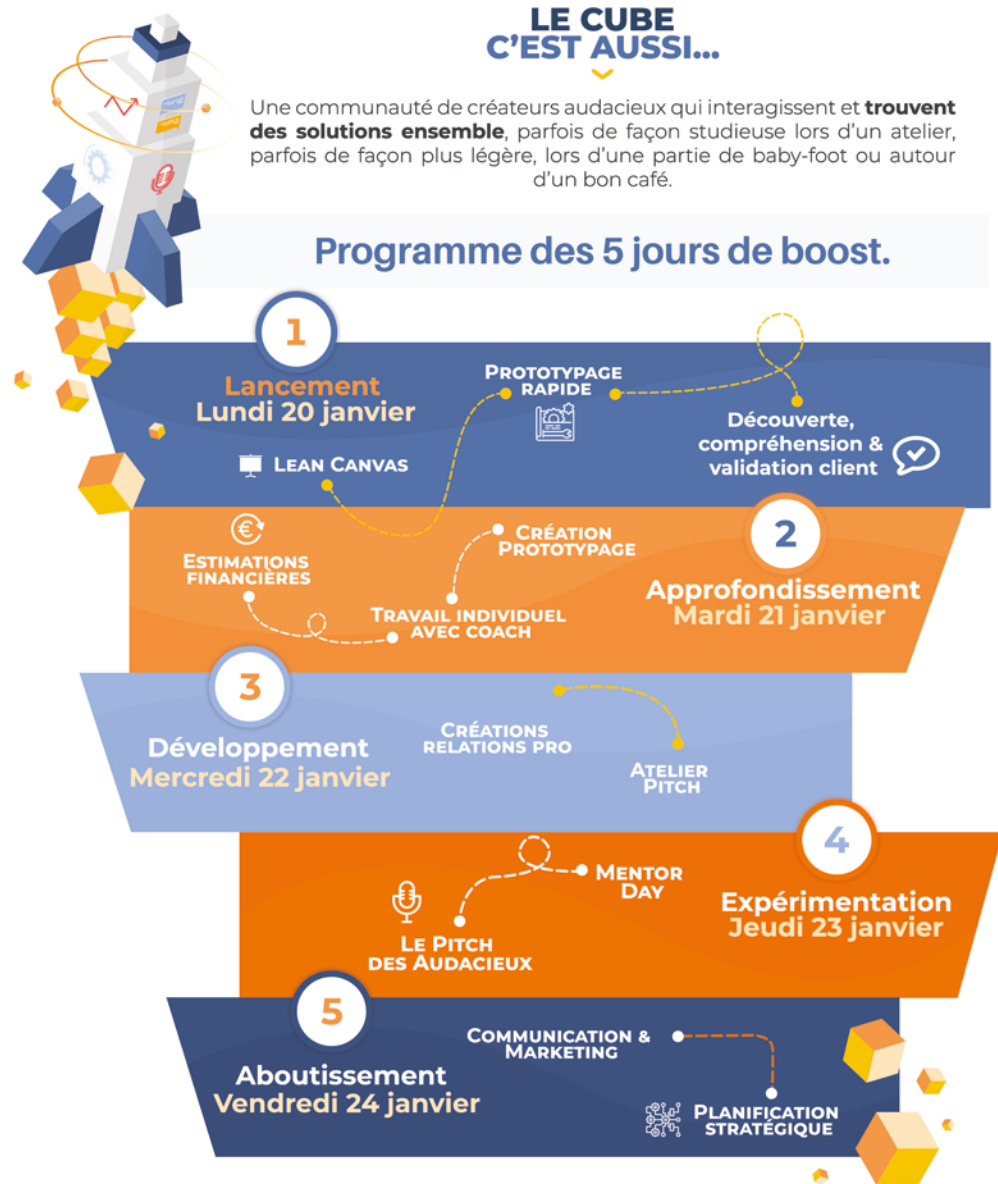 LE CUBE
C'EST AUSSI...
Une communauté de créateurs audacieux qui interagissent et trouvent
des solutions ensemble, parfois de façon studieuse lors d'un atelier,
parfois de façon plus légère, lors d'une partie de baby-foot ou autour
d'un bon café.
Programme des 5 jours de boost.
1
Lancement
Lundi 20 janvier
LEAN CANVAS
PROTOTYPAGE
RAPIDE
Découverte,
compréhension &
validation client
2
Approfondissement
Mardi 21 janvier
ESTIMATIONS
FINANCIÈRES
TRAVAIL INDIVIDUEL
AVEC COACH
CRÉATION
PROTOTYPAGE
3
Développement
Mercredi 22 janvier
CRÉATIONS
RELATIONS PRO
ATELIER
PITCH
4
Expérimentation
Jeudi 23 janvier
LE PITCH
DES AUDACIEUX
MENTOR
DAY
5
Aboutissement
Vendredi 24 janvier
COMMUNICATION &
MARKETING
PLANIFICATION
STRATÉGIQUE